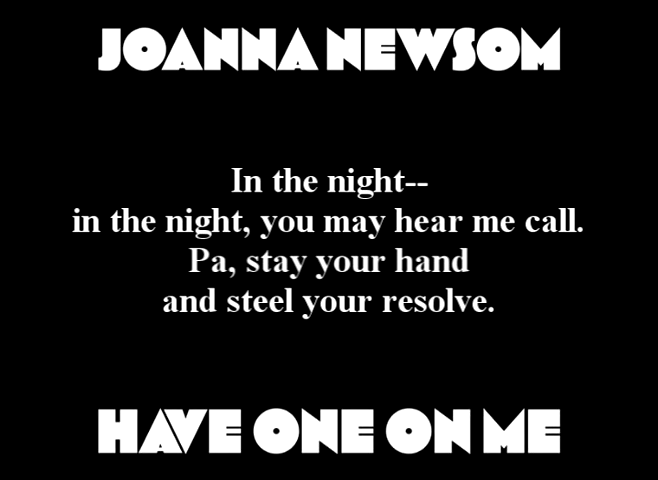 JOANNA NEWSOM
In the night--
in the night, you may hear me call.
Pa, stay your hand
and steel your resolve.
HAVE ONE ON ME